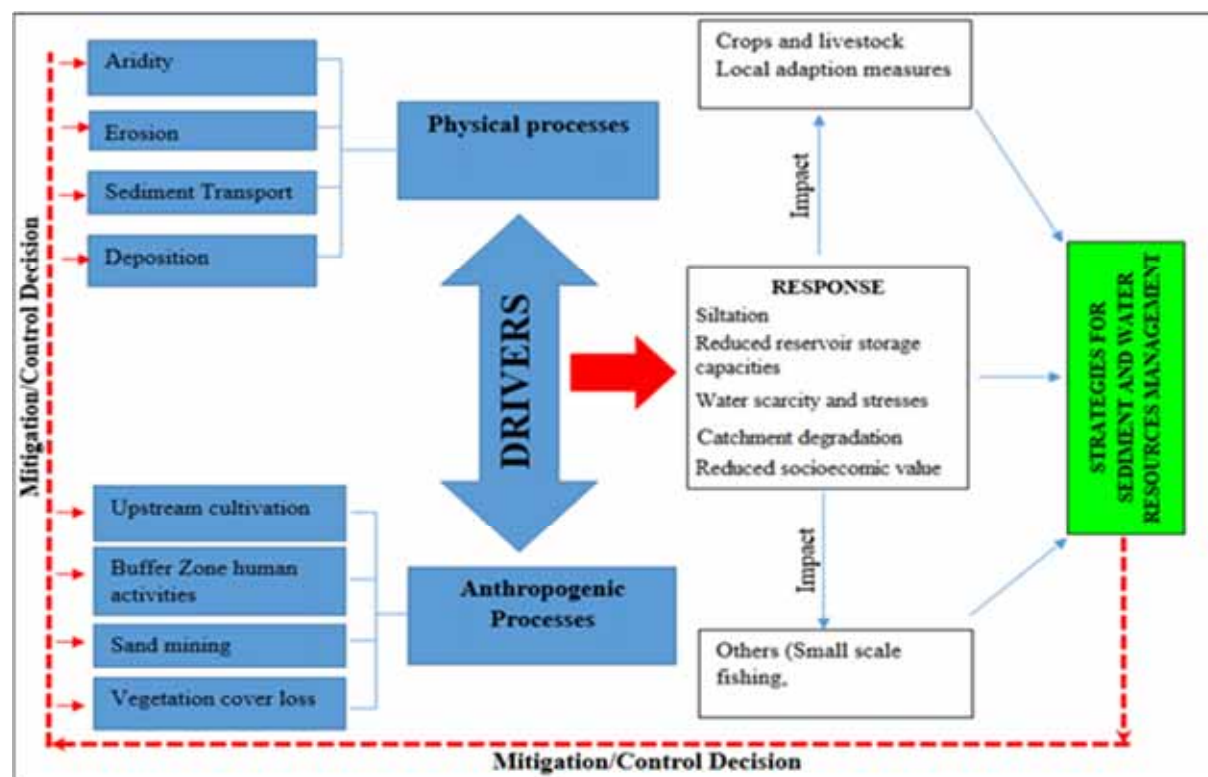 Aridity
Erosion
Sediment Transport
Deposition
Physical processes
Mitigation/Control Decision
DRIVERS
Upstream cultivation
Buffer Zone human
activities
Sand mining
Vegetation cover loss
Anthropogenic
Processes
Crops and livestock
Local adaption measures
Impact
RESPONSE
Siltation
Reduced reservoir storage
capacities
Water scarcity and stresses
Catchment degradation
Reduced socioecomic value
Impact
Others (Small scale
fishing,
STRATEGIES FOR
SEDIMENT AND WATER
RESOURCES MANAGEMENT
Mitigation/Control Decision